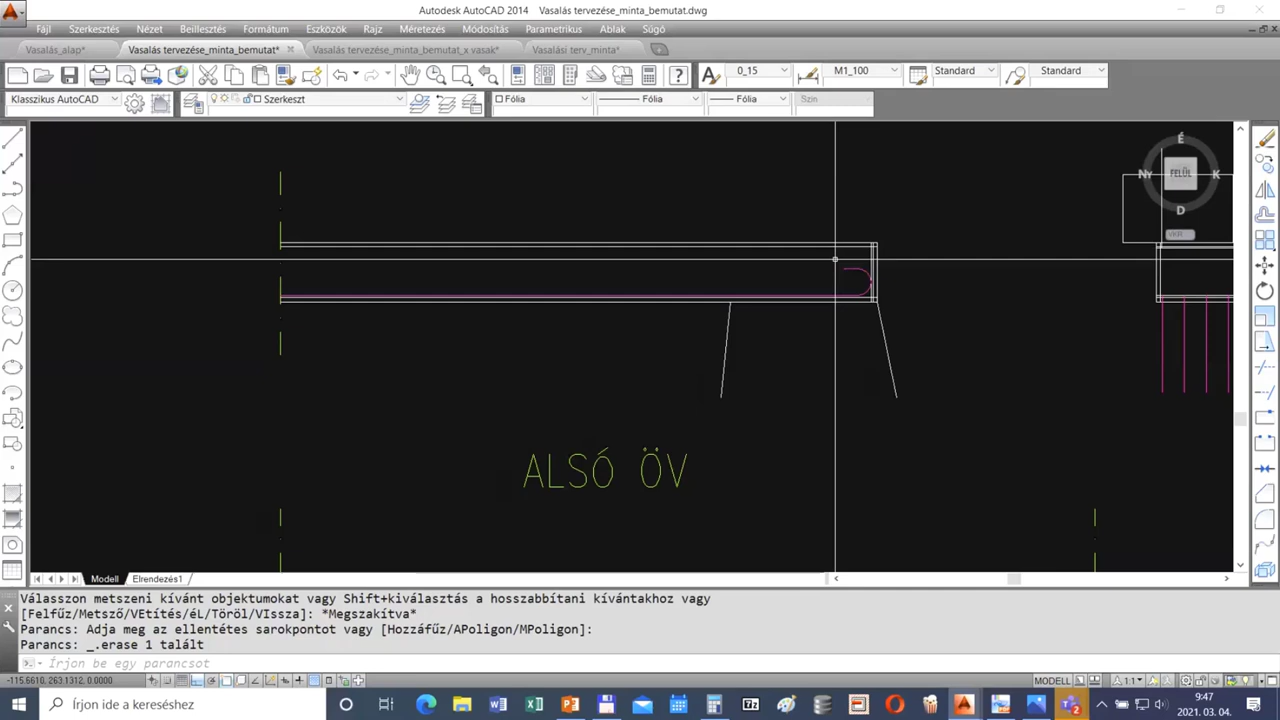 Autodesk AutoCAD 2014    Vasalás tervezése_minta_bemutat.dwg
Fájl Szerkesztés Nézet Beillesztés Formátum Eszközök Rajz Méretezés Módosítás Parametrikus Ablak Súgó
Vasalás_alap* Vasalás tervezése_minta_bemutat* Vasalás tervezése_minta_bemutat_x vasak* Vasalási terv_minta*
0_15 M1_100 Standard Standard
Klasszikus AutoCAD Szerkeszt Fólia Fólia Fólia Szín
É
Ny FELÜL K
D
VKR
ALSÓ ÖV
Modell Elrendezés1
Válasszon metszeni kívánt objektumokat vagy Shift+kiválasztás a hosszabbítani kívántakhoz vagy
[Felfűz/Metsző/VEtítés/éL/Töröl/VIssza]: *Megszakítva*
Parancs: Adja meg az ellentétes sarokpontot vagy [Hozzáfűz/APoligon/MPoligon]:
Parancs: _.erase 1 talált
Írjon be egy parancsot
-115.6610, 263.1312, 0.0000 MODELL 1:1
Írjon ide a kereséshez
9:47
2021. 03. 04.